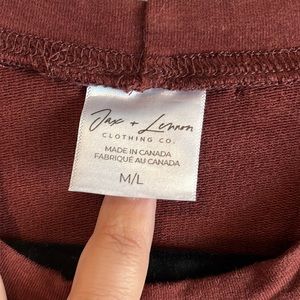 Jax + Lennon
CLOTHING CO.
MADE IN CANADA
FABRIQUÉ AU CANADA
M/L